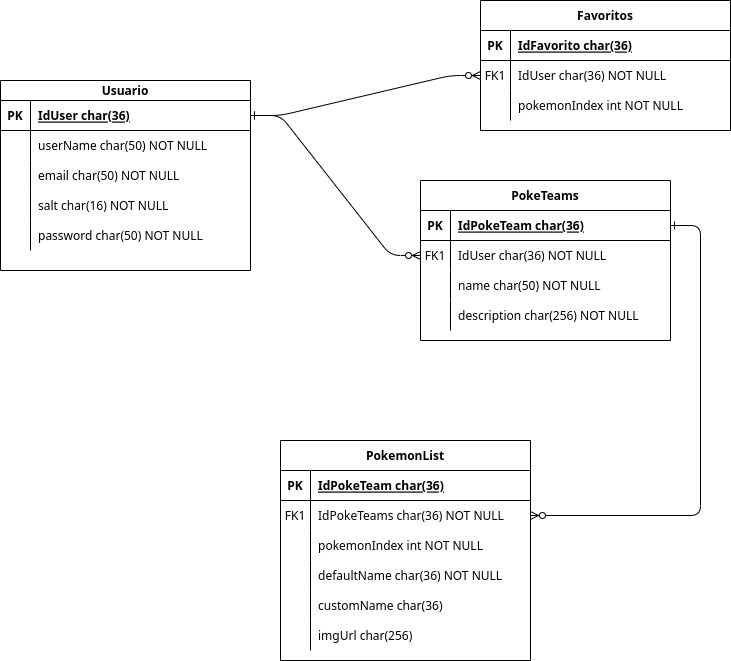 Favoritos
PK IdFavorito char(36)
FK1 IdUser char(36) NOT NULL
pokemonIndex int NOT NULL
Usuario
PK IdUser char(36)
userName char(50) NOT NULL
email char(50) NOT NULL
salt char(16) NOT NULL
password char(50) NOT NULL
PokeTeams
PK IdPokeTeam char(36)
FK1 IdUser char(36) NOT NULL
name char(50) NOT NULL
description char(256) NOT NULL
PokemonList
PK IdPokeTeam char(36)
FK1 IdPokeTeams char(36) NOT NULL
pokemonIndex int NOT NULL
defaultName char(36) NOT NULL
customName char(36)
imgUrl char(256)